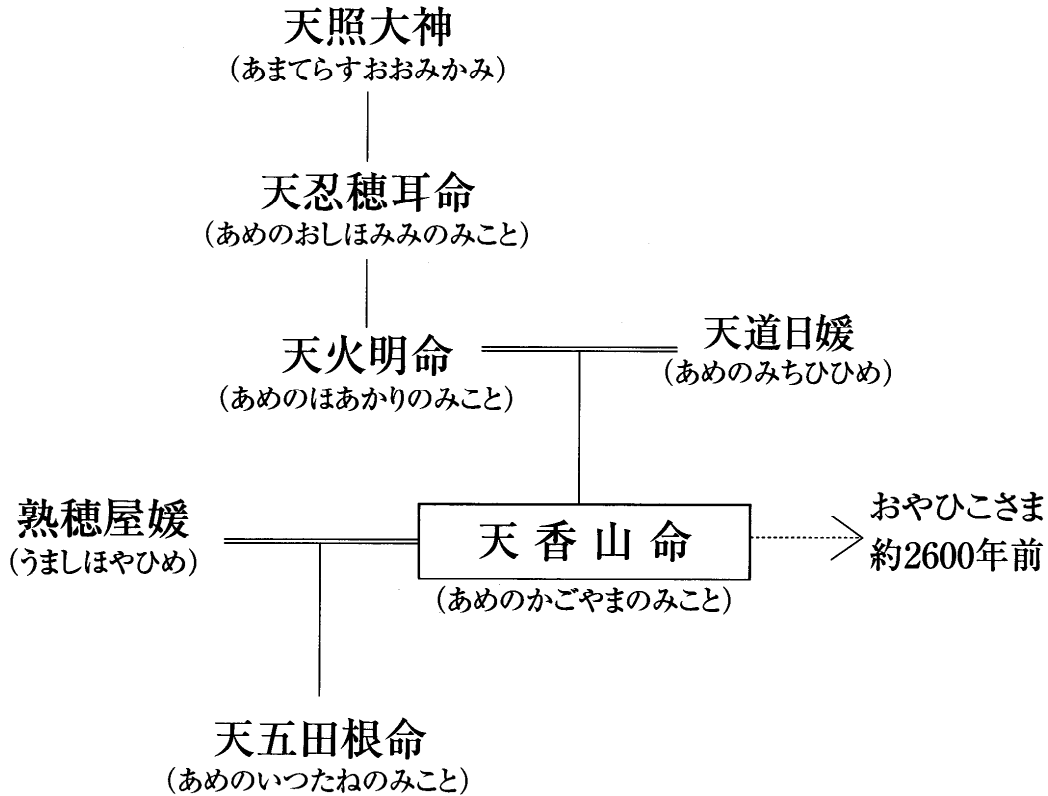 天照大神
（あまてらすおおみかみ）
天忍穂耳命
（あめのおしほみみのみこと）
天火明命
（あめのほあかりのみこと）
天道日媛
（あめのみちひひめ）
熟穂屋媛
（うましほやひめ）
天香山命
（あめのかごやまのみこと）
おやひこさま
約2600年前
天五田根命
（あめのいつたねのみこと）